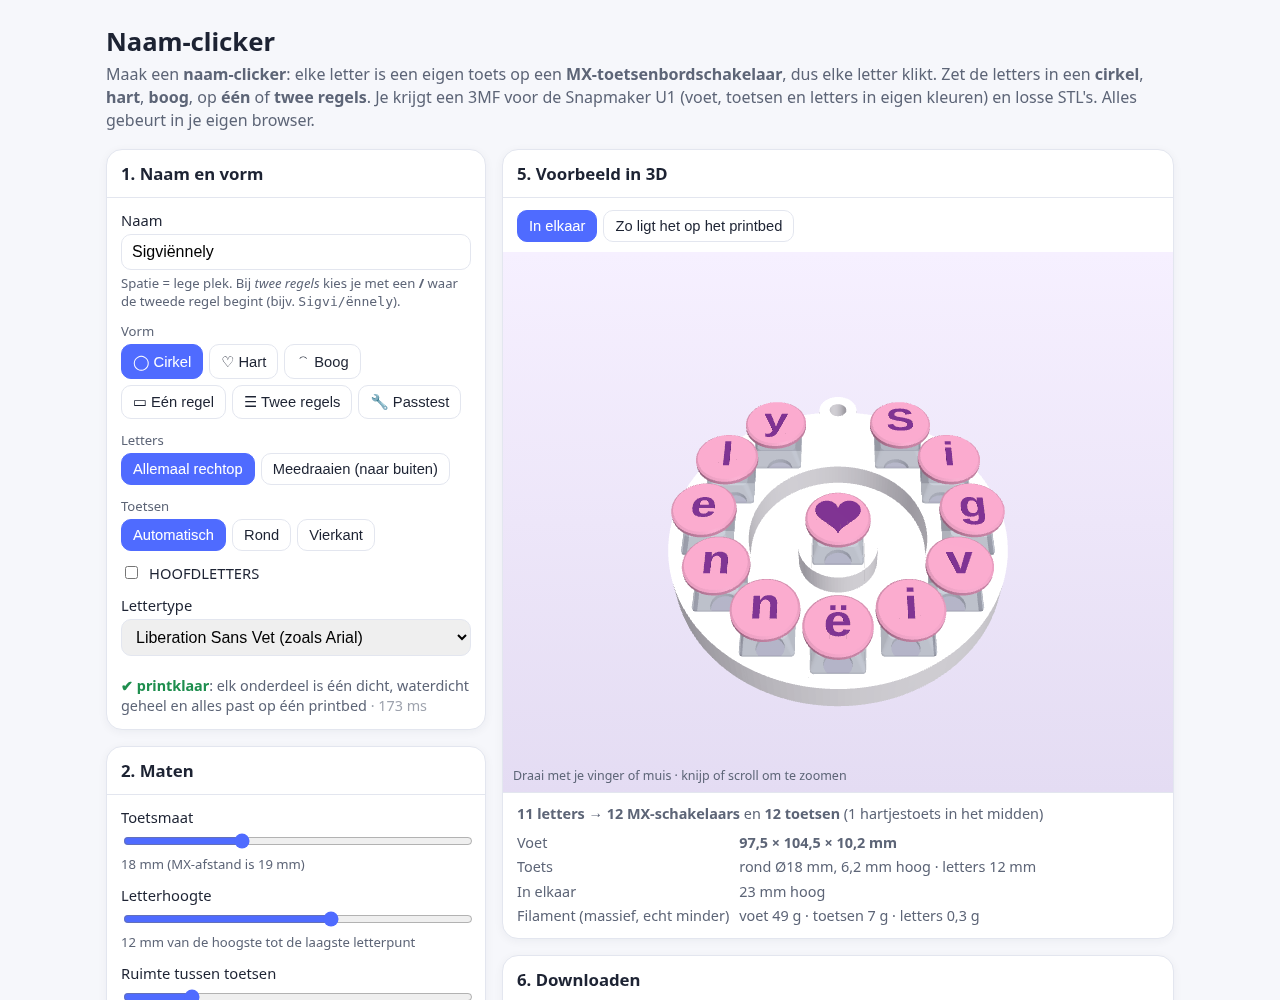 Naam-clicker
Maak een naam-clicker: elke letter is een eigen toets op een MX-toetsenbordschakelaar, dus elke letter klikt. Zet de letters in een cirkel,
hart, boog, op één of twee regels. Je krijgt een 3MF voor de Snapmaker U1 (voet, toetsen en letters in eigen kleuren) en losse STL's. Alles
gebeurt in je eigen browser.
1. Naam en vorm
Naam
Sigviënnely
Spatie = lege plek. Bij twee regels kies je met een / waar
de tweede regel begint (bijv. Sigvi/ënnely).
Vorm
◯ Cirkel
♡ Hart
⌒ Boog
▭ Eén regel
☰ Twee regels
🔧 Passtest
Letters
Allemaal rechtop
Meedraaien (naar buiten)
Toetsen
Automatisch
Rond
Vierkant
HOOFDLETTERS
Lettertype
Liberation Sans Vet (zoals Arial)
✔ printklaar: elk onderdeel is één dicht, waterdicht
geheel en alles past op één printbed · 173 ms
2. Maten
Toetsmaat
18 mm (MX-afstand is 19 mm)
Letterhoogte
12 mm van de hoogste tot de laagste letterpunt
Ruimte tussen toetsen
5. Voorbeeld in 3D
In elkaar
Zo ligt het op het printbed
S
i
g
v
i
ë
n
n
e
l
y
❤
Draai met je vinger of muis · knijp of scroll om te zoomen
11 letters → 12 MX-schakelaars en 12 toetsen (1 hartjestoets in het midden)
Voet 97,5 × 104,5 × 10,2 mm
Toets rond Ø18 mm, 6,2 mm hoog · letters 12 mm
In elkaar 23 mm hoog
Filament (massief, echt minder) voet 49 g · toetsen 7 g · letters 0,3 g
6. Downloaden